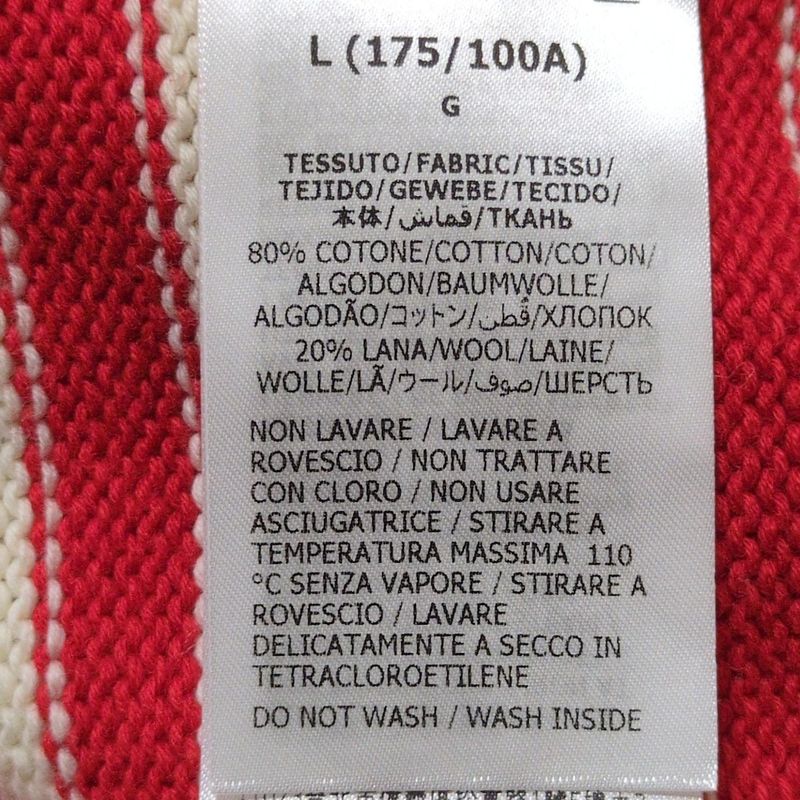 L (175/100A)
G
TESSUTO/FABRIC/TISSU/
TEJIDO/GEWEBE/TECIDO/
本体/قماش/ТКАНЬ
80% COTONE/COTTON/COTON/
ALGODON/BAUMWOLLE/
ALGODÃO/コットン/قُطن/ХЛОПОК
20% LANA/WOOL/LAINE/
WOLLE/LÃ/ウール/صوف/ШЕРСТЬ
NON LAVARE / LAVARE A
ROVESCIO / NON TRATTARE
CON CLORO / NON USARE
ASCIUGATRICE / STIRARE A
TEMPERATURA MASSIMA 110
°C SENZA VAPORE / STIRARE A
ROVESCIO / LAVARE
DELICATAMENTE A SECCO IN
TETRACLOROETILENE
DO NOT WASH / WASH INSIDE